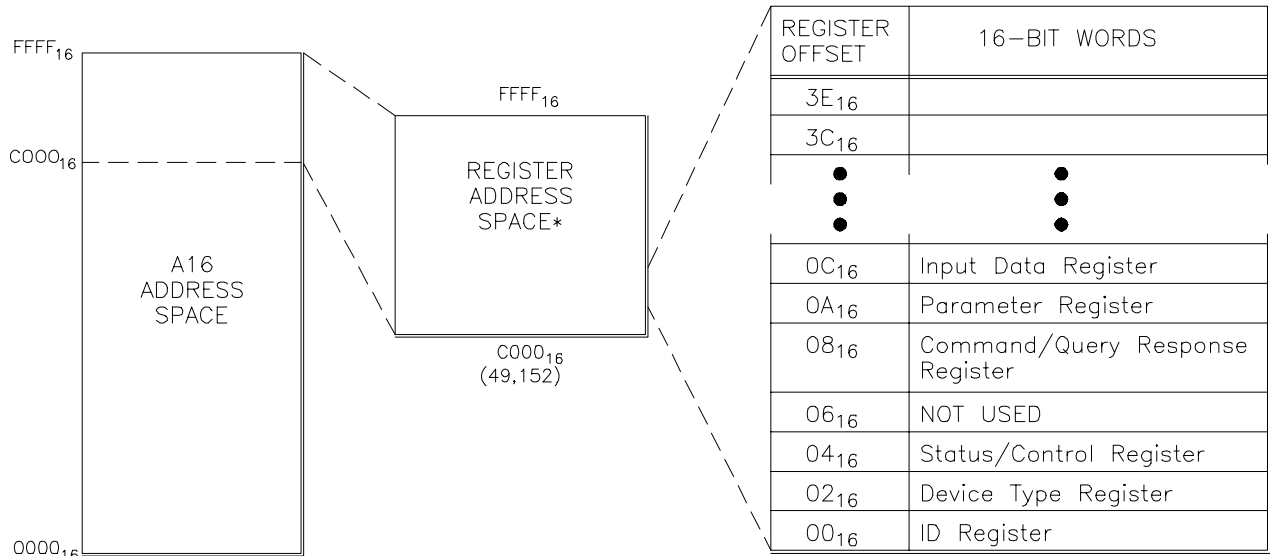 FFFF16
C00016
A16
ADDRESS
SPACE
000016
FFFF16
REGISTER
ADDRESS
SPACE*
C00016
(49,152)
REGISTER
OFFSET
16-BIT WORDS
3E16
3C16
0C16 Input Data Register
0A16 Parameter Register
0816 Command/Query Response
Register
0616 NOT USED
0416 Status/Control Register
0216 Device Type Register
0016 ID Register